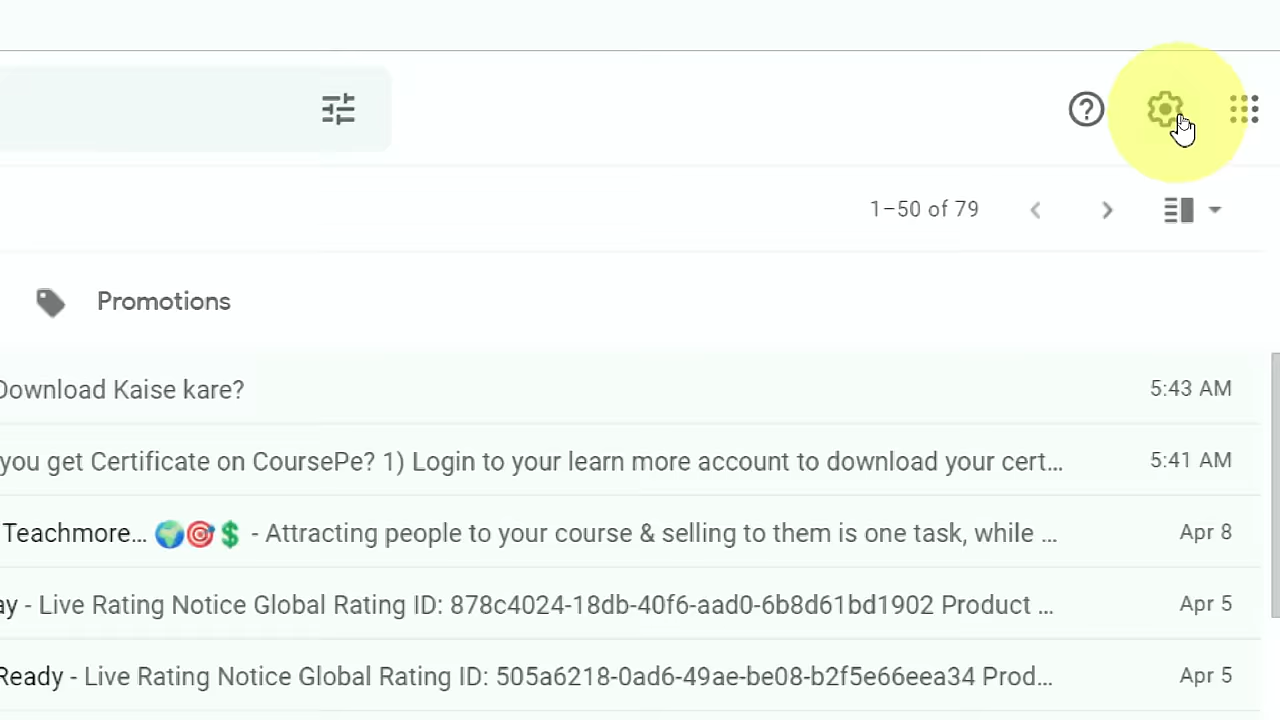 1–50 of 79
Promotions
Download Kaise kare? 5:43 AM
you get Certificate on CoursePe? 1) Login to your learn more account to download your cert... 5:41 AM
Teachmore... 🌍🎯💲 - Attracting people to your course & selling to them is one task, while ... Apr 8
ay - Live Rating Notice Global Rating ID: 878c4024-18db-40f6-aad0-6b8d61bd1902 Product ... Apr 5
Ready - Live Rating Notice Global Rating ID: 505a6218-0ad6-49ae-be08-b2f5e66eea34 Prod... Apr 5